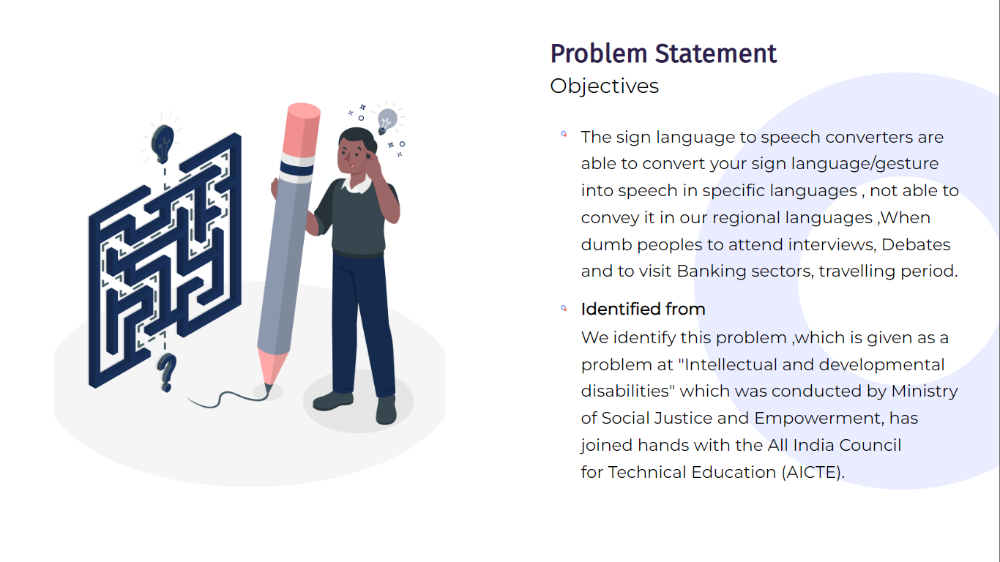 Problem Statement
Objectives
The sign language to speech converters are
able to convert your sign language/gesture
into speech in specific languages , not able to
convey it in our regional languages ,When
dumb peoples to attend interviews, Debates
and to visit Banking sectors, travelling period.
Identified from
We identify this problem ,which is given as a
problem at "Intellectual and developmental
disabilities" which was conducted by Ministry
of Social Justice and Empowerment, has
joined hands with the All India Council
for Technical Education (AICTE).